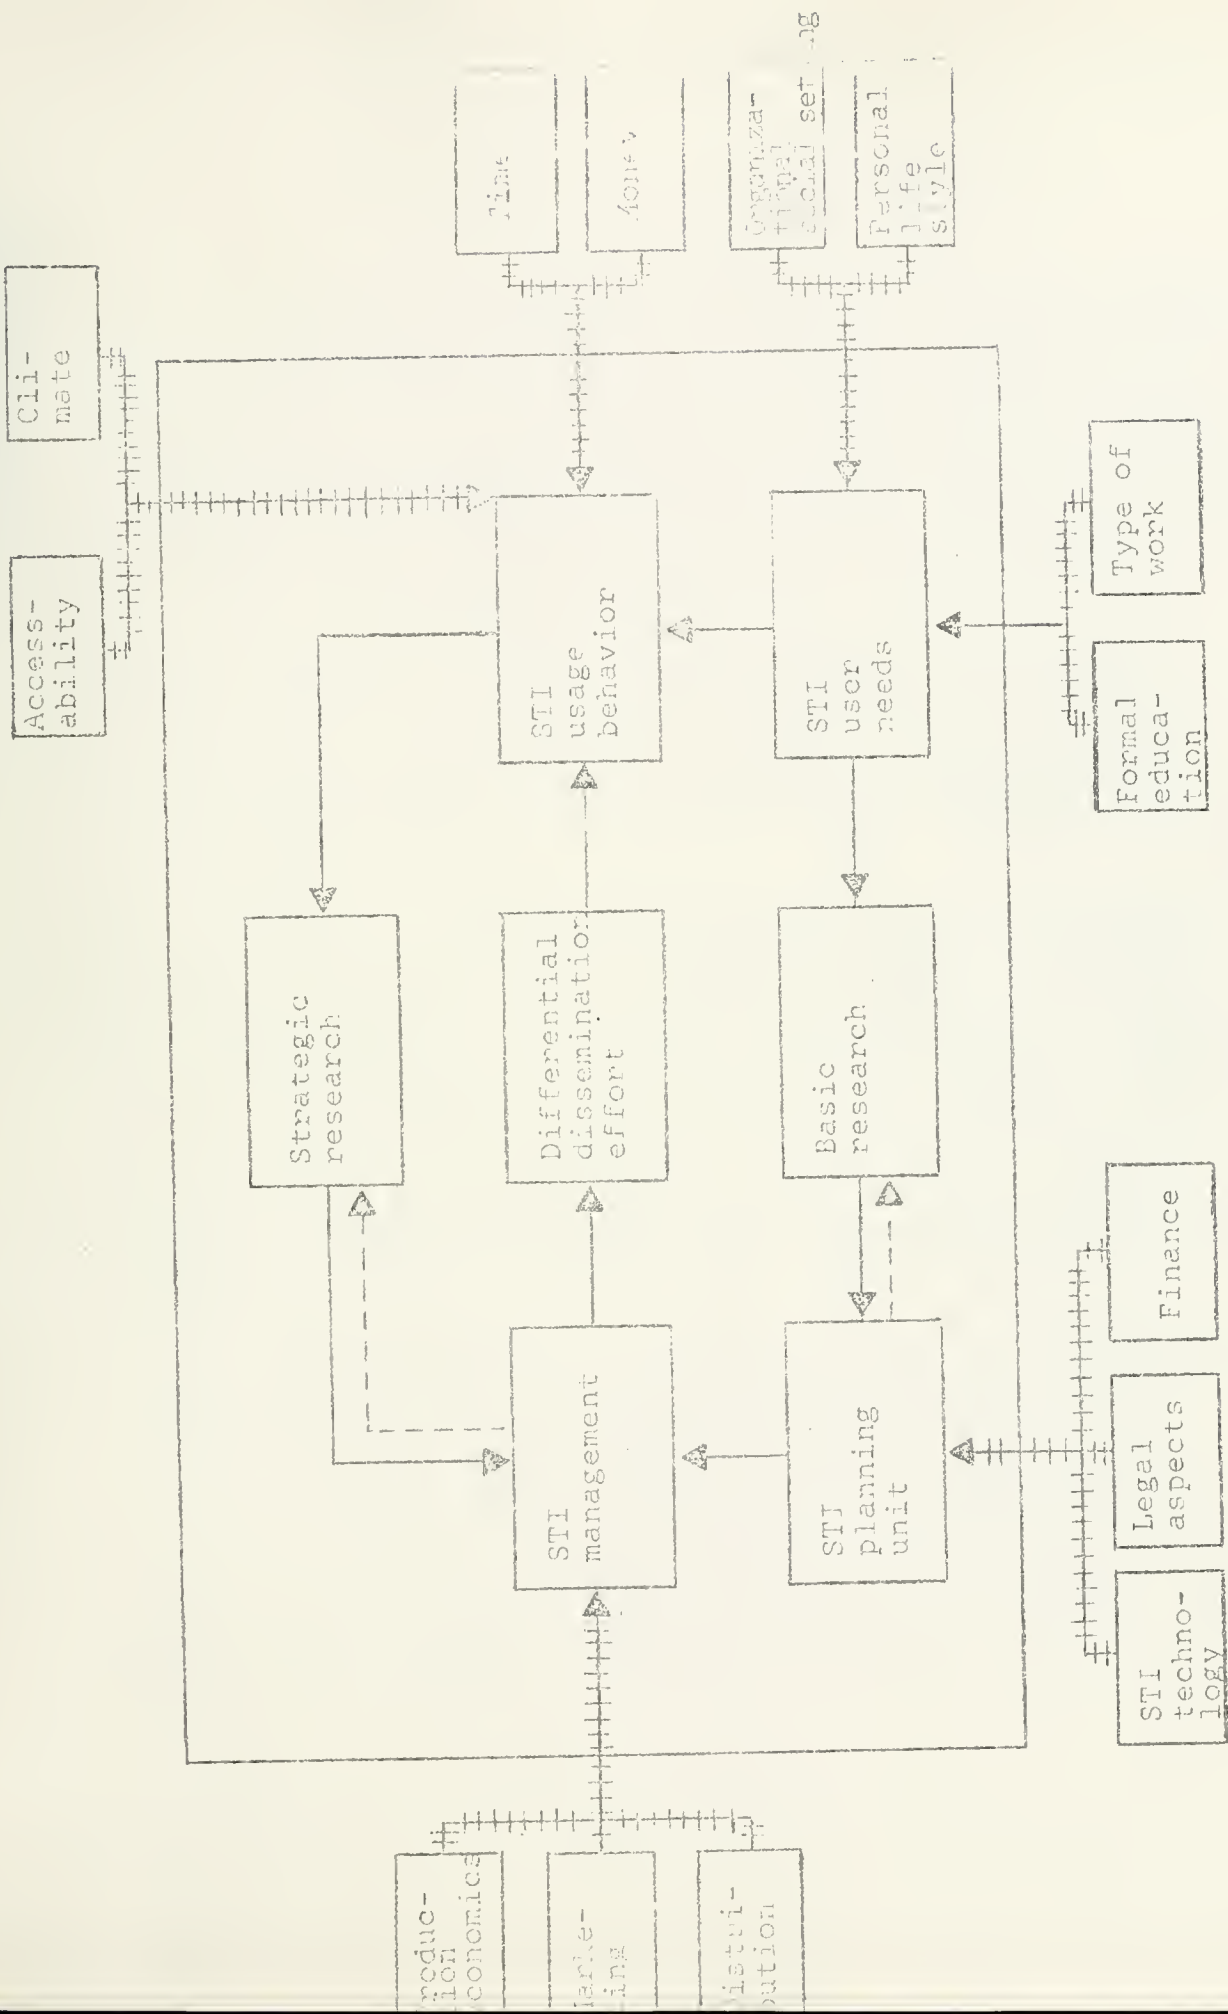 Access-
ability
Cli-
mate
Strategic
research
STI
management
Differential
dissemination
effort
STI
usage
behavior
STI
planning
unit
Basic
research
STI
user
needs
Time
Personal
life
style
STI
techno-
logy
Legal
aspects
Finance
Formal
educa-
tion
Type of
work